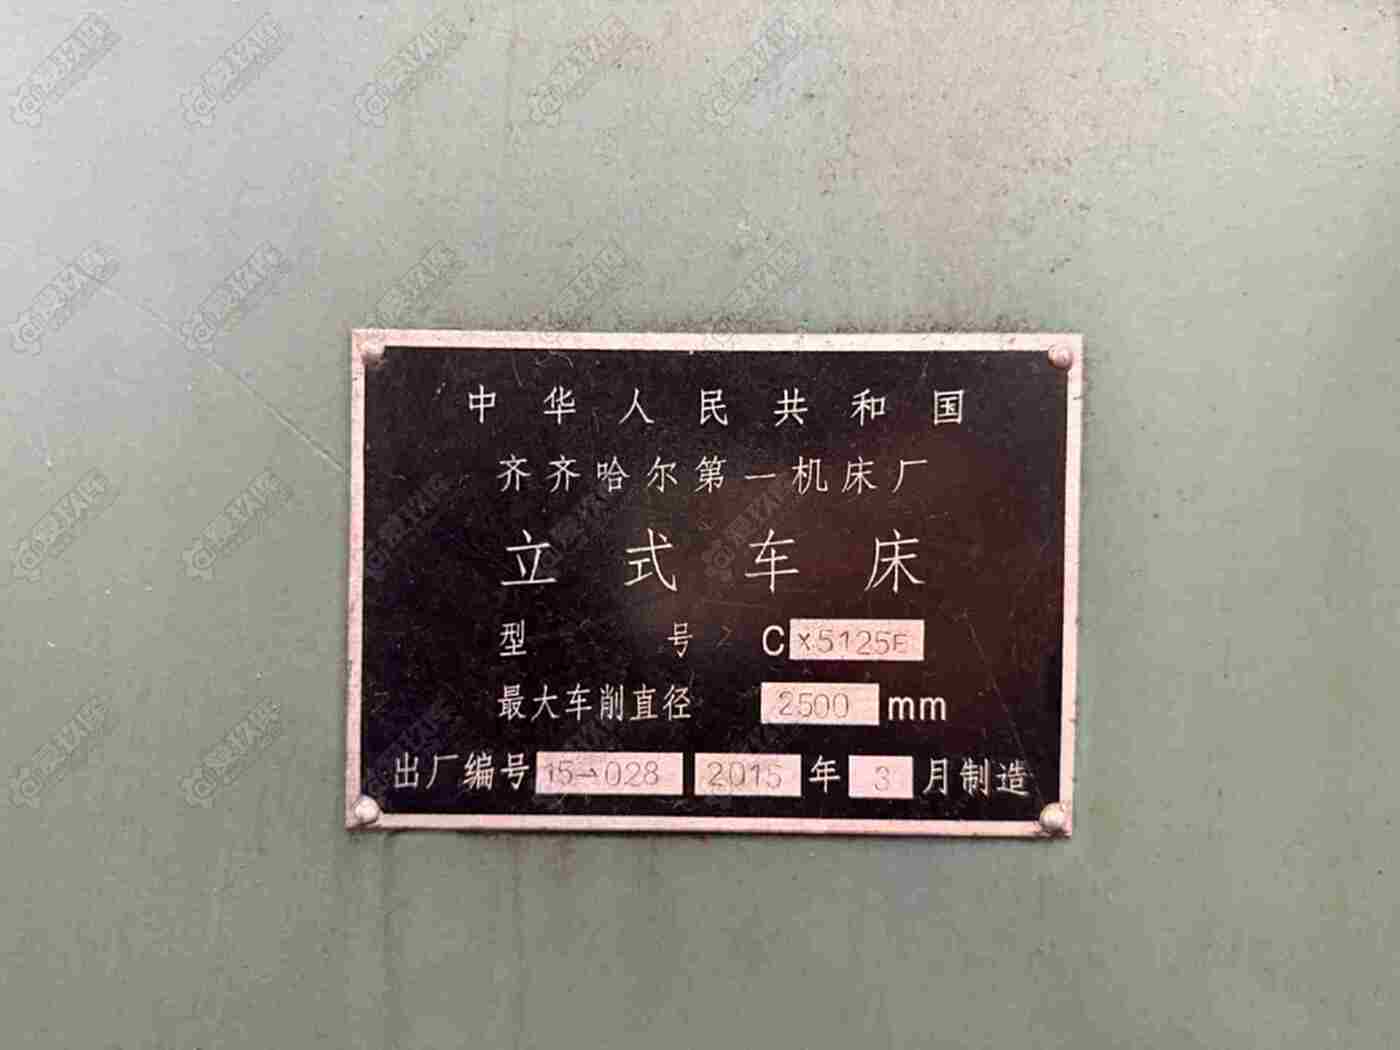 中华人民共和国
齐齐哈尔第一机床厂
立式车床
型 号 CX5125E
最大车削直径 2500 mm
出厂编号 15-028 2015 年 3 月制造